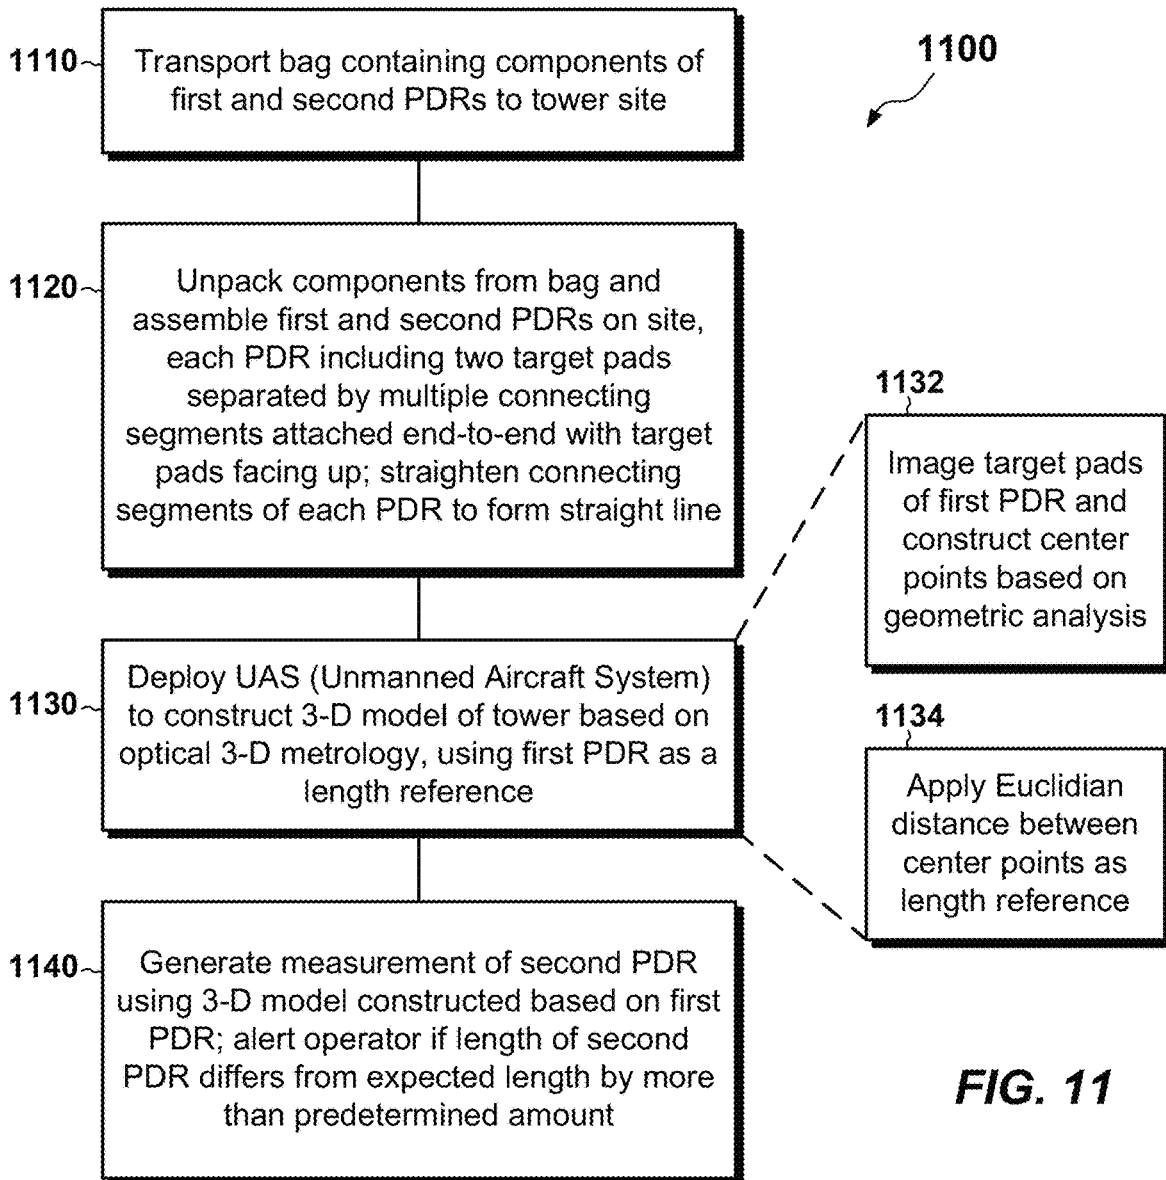 1100
1110
Transport bag containing components of
first and second PDRs to tower site
1120
Unpack components from bag and
assemble first and second PDRs on site,
each PDR including two target pads
separated by multiple connecting
segments attached end-to-end with target
pads facing up; straighten connecting
segments of each PDR to form straight line
1130
Deploy UAS (Unmanned Aircraft System)
to construct 3-D model of tower based on
optical 3-D metrology, using first PDR as a
length reference
1132
Image target pads
of first PDR and
construct center
points based on
geometric analysis
1134
Apply Euclidian
distance between
center points as
length reference
1140
Generate measurement of second PDR
using 3-D model constructed based on first
PDR; alert operator if length of second
PDR differs from expected length by more
than predetermined amount
FIG. 11